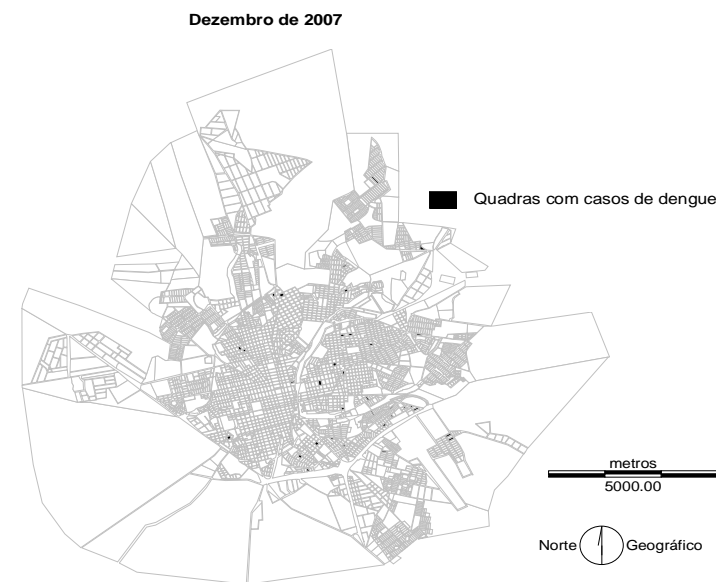 Dezembro de 2007
Quadras com casos de dengue
metros
5000.00
Norte Geográfico